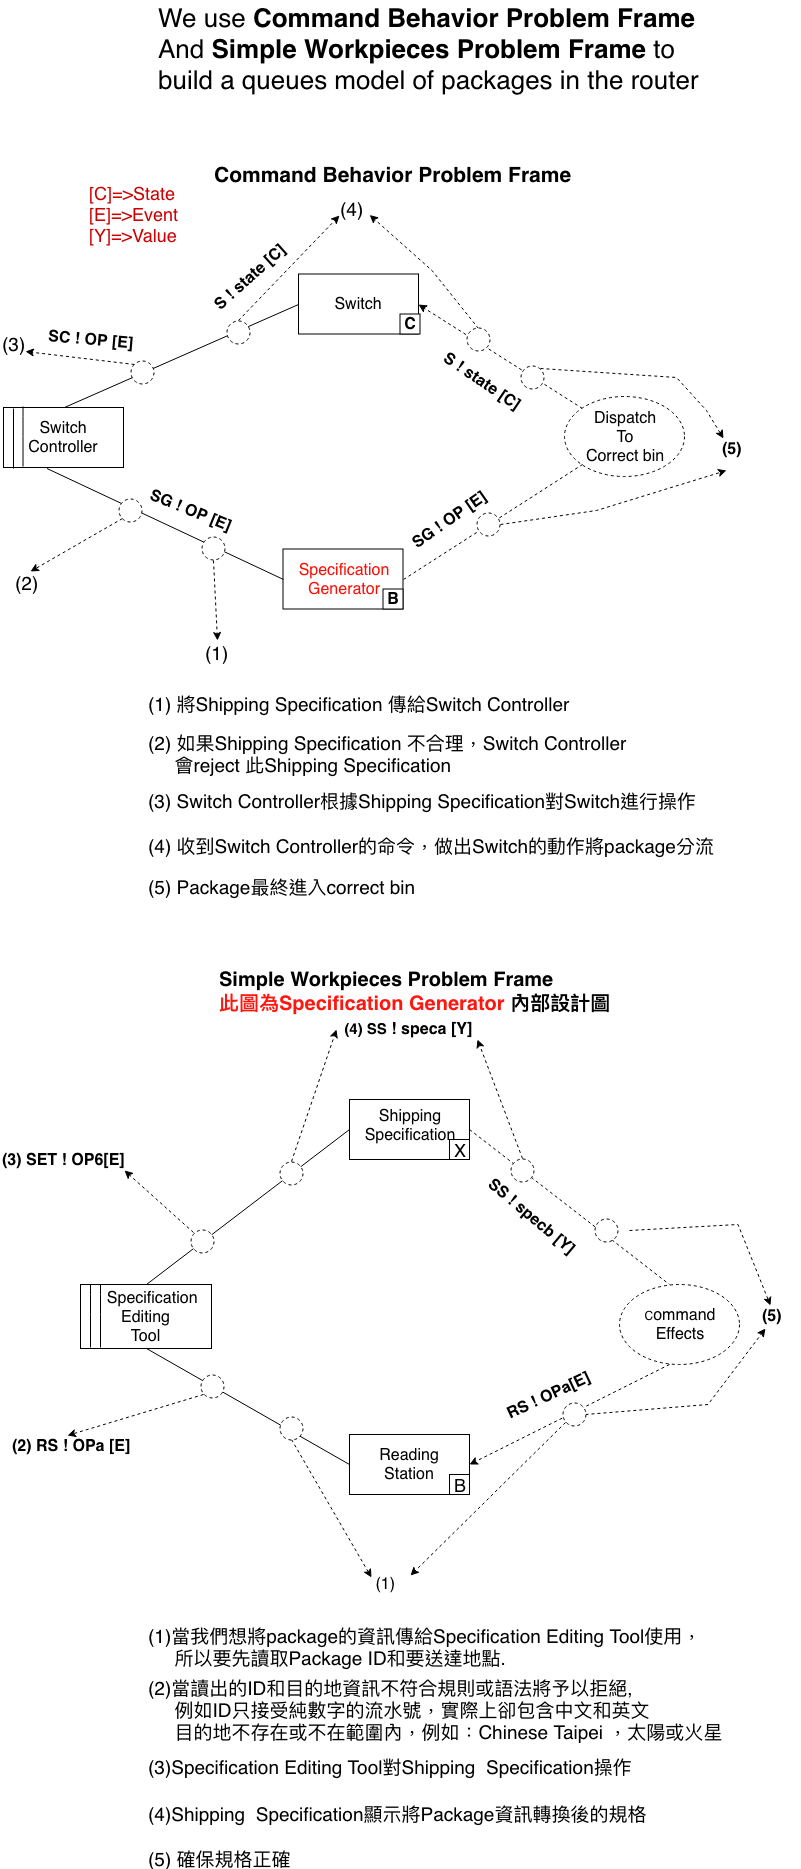 We use Command Behavior Problem Frame
And Simple Workpieces Problem Frame to
build a queues model of packages in the router
Command Behavior Problem Frame
[C]=>State
[E]=>Event
[Y]=>Value
(4)
S ! state [C]
Switch
C
SC ! OP [E]
(3)
S ! state [C]
Switch
Controller
Dispatch
To
Correct bin
(5)
SG ! OP [E]
SG ! OP [E]
Specification
Generator
B
(2)
(1)
(1) 將Shipping Specification 傳給Switch Controller
(2) 如果Shipping Specification 不合理，Switch Controller
會reject 此Shipping Specification
(3) Switch Controller根據Shipping Specification對Switch進行操作
(4) 收到Switch Controller的命令，做出Switch的動作將package分流
(5) Package最終進入correct bin
Simple Workpieces Problem Frame
此圖為Specification Generator 內部設計圖
(4) SS ! speca [Y]
Shipping
Specification
X
(3) SET ! OP6[E]
SS ! specb [Y]
Specification
Editing
Tool
command
Effects
(5)
RS ! OPa[E]
(2) RS ! OPa [E]
Reading
Station
B
(1)
(1)當我們想將package的資訊傳給Specification Editing Tool使用，
所以要先讀取Package ID和要送達地點.
(2)當讀出的ID和目的地資訊不符合規則或語法將予以拒絕,
例如ID只接受純數字的流水號，實際上卻包含中文和英文
目的地不存在或不在範圍內，例如：Chinese Taipei ，太陽或火星
(3)Specification Editing Tool對Shipping  Specification操作
(4)Shipping  Specification顯示將Package資訊轉換後的規格
(5) 確保規格正確